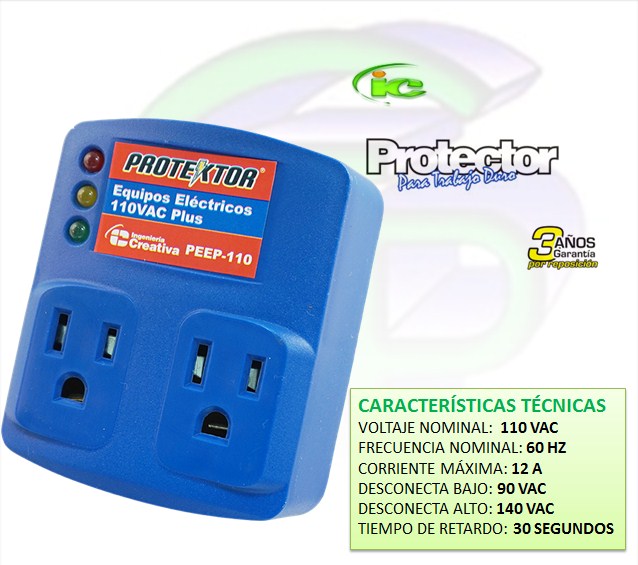 ic
Protector
Para Trabajo Duro
3 AÑOS
Garantía
por reposición
PROTEXTOR®
Equipos Eléctricos
110VAC Plus
Ingeniería
Creativa PEEP-110
CARACTERÍSTICAS TÉCNICAS
VOLTAJE NOMINAL: 110 VAC
FRECUENCIA NOMINAL: 60 HZ
CORRIENTE MÁXIMA: 12 A
DESCONECTA BAJO: 90 VAC
DESCONECTA ALTO: 140 VAC
TIEMPO DE RETARDO: 30 SEGUNDOS